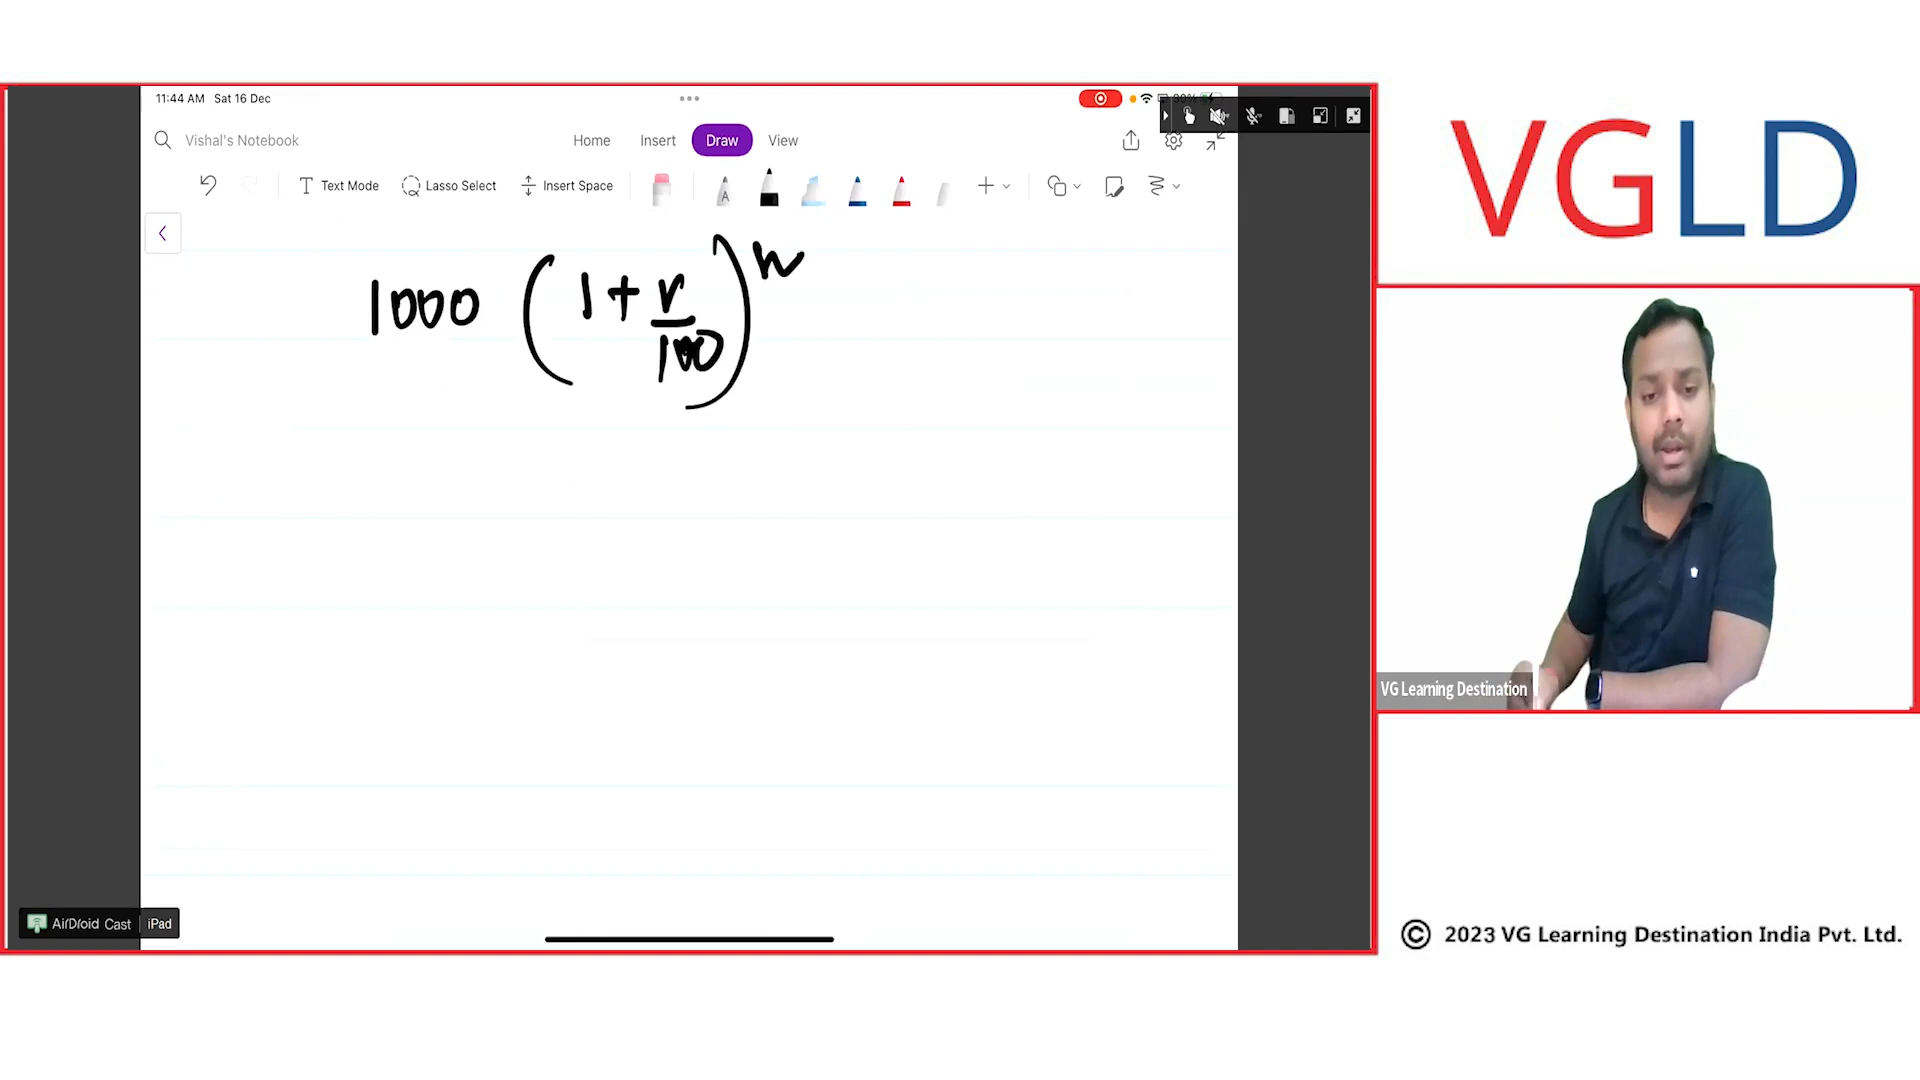 11:44 AM Sat 16 Dec
30%
Vishal's Notebook
Home Insert Draw View
Text Mode Lasso Select Insert Space
A
1000 (1 + r/100)^n
VGLD
VG Learning Destination
AirDroid Cast iPad
© 2023 VG Learning Destination India Pvt. Ltd.